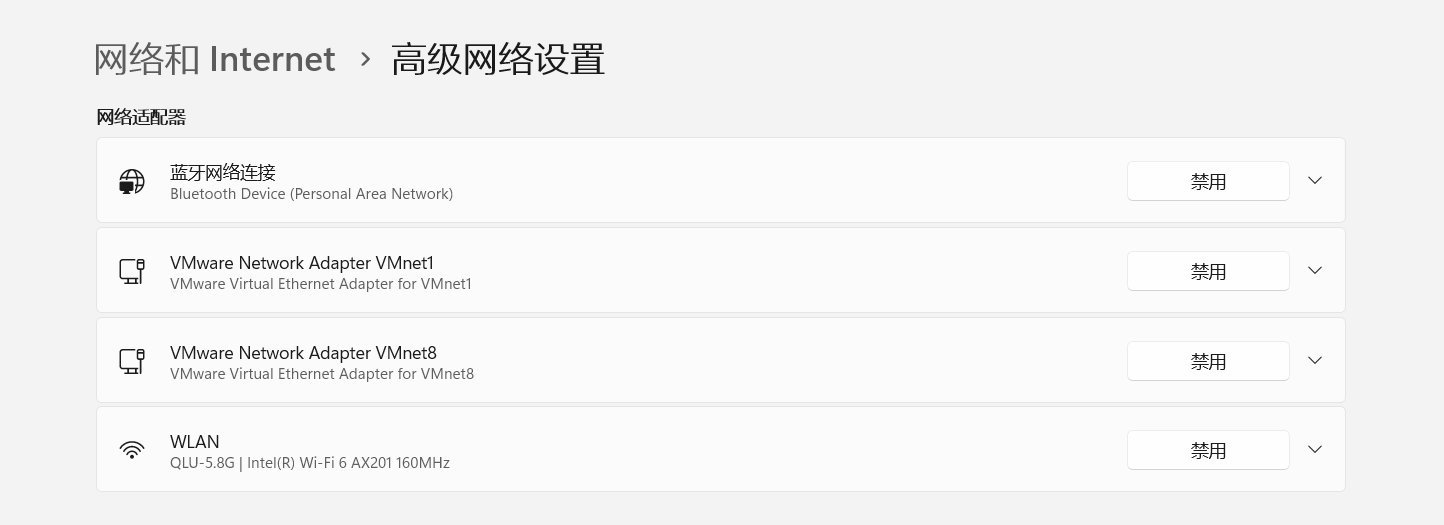 网络和 Internet › 高级网络设置
网络适配器
蓝牙网络连接
Bluetooth Device (Personal Area Network)
禁用
VMware Network Adapter VMnet1
VMware Virtual Ethernet Adapter for VMnet1
禁用
VMware Network Adapter VMnet8
VMware Virtual Ethernet Adapter for VMnet8
禁用
WLAN
QLU-5.8G | Intel(R) Wi-Fi 6 AX201 160MHz
禁用